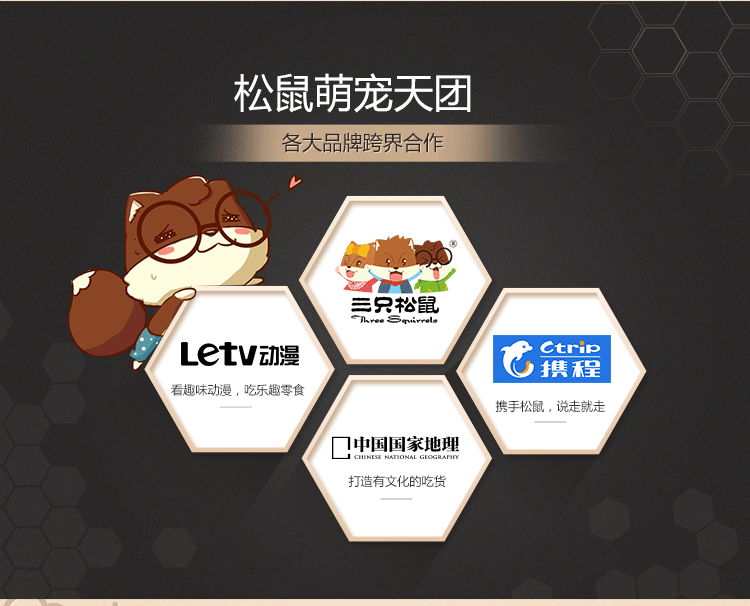 松鼠萌宠天团
各大品牌跨界合作
®
三只松鼠
Three Squirrels
Letv动漫
看趣味动漫，吃乐趣零食
Ctrip
携程
携手松鼠，说走就走
中国国家地理
CHINESE NATIONAL GEOGRAPHY
打造有文化的吃货